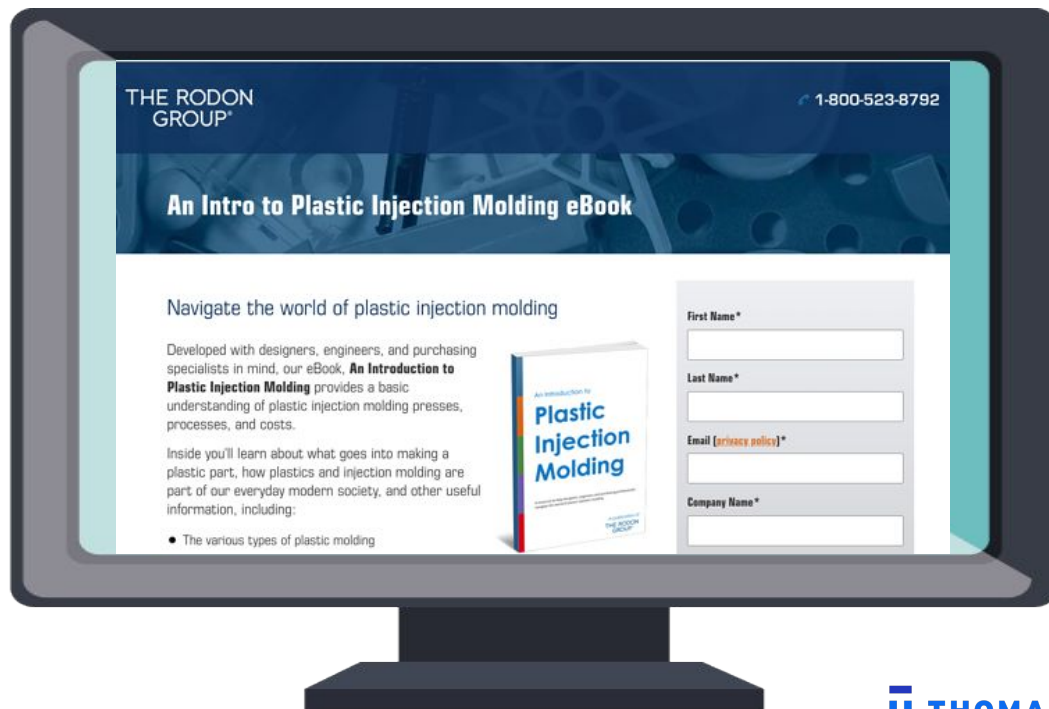 THE RODON
GROUP®
1-800-523-8792
An Intro to Plastic Injection Molding eBook
Navigate the world of plastic injection molding
Developed with designers, engineers, and purchasing
specialists in mind, our eBook, An Introduction to
Plastic Injection Molding provides a basic
understanding of plastic injection molding presses,
processes, and costs.
Inside you'll learn about what goes into making a
plastic part, how plastics and injection molding are
part of our everyday modern society, and other useful
information, including:
• The various types of plastic molding
An Introduction to
Plastic
Injection
Molding
THE RODON
GROUP
First Name*
Last Name*
Email [privacy policy]*
Company Name*